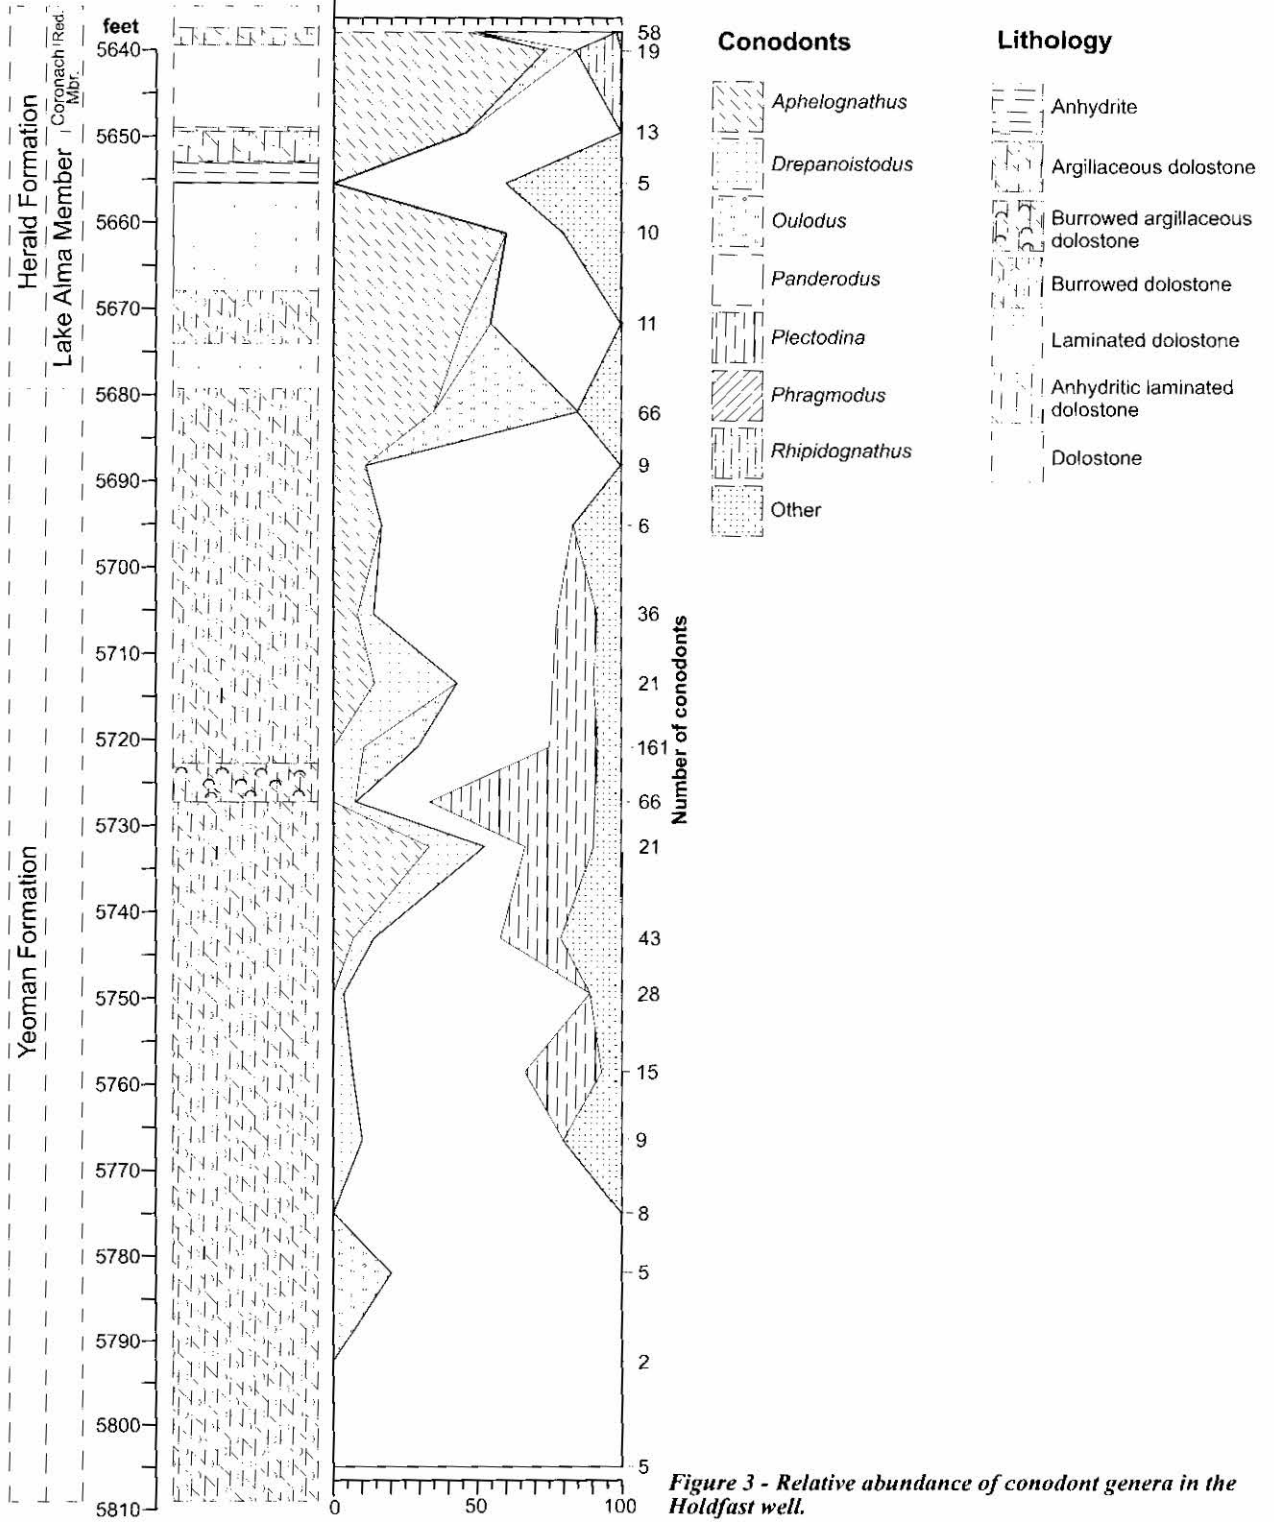 feet
5640
5650
5660
5670
5680
5690
5700
5710
5720
5730
5740
5750
5760
5770
5780
5790
5800
5810
Herald Formation
Lake Alma Member
Coronach Mbr.
Red.
Yeoman Formation
58
19
13
5
10
11
66
9
6
36
21
161
66
21
43
28
15
9
8
5
2
5
Number of conodonts
0 50 100
Conodonts
Aphelognathus
Drepanoistodus
Oulodus
Panderodus
Plectodina
Phragmodus
Rhipidognathus
Other
Lithology
Anhydrite
Argillaceous dolostone
Burrowed argillaceous
dolostone
Burrowed dolostone
Laminated dolostone
Anhydritic laminated
dolostone
Dolostone
Figure 3 - Relative abundance of conodont genera in the
Holdfast well.